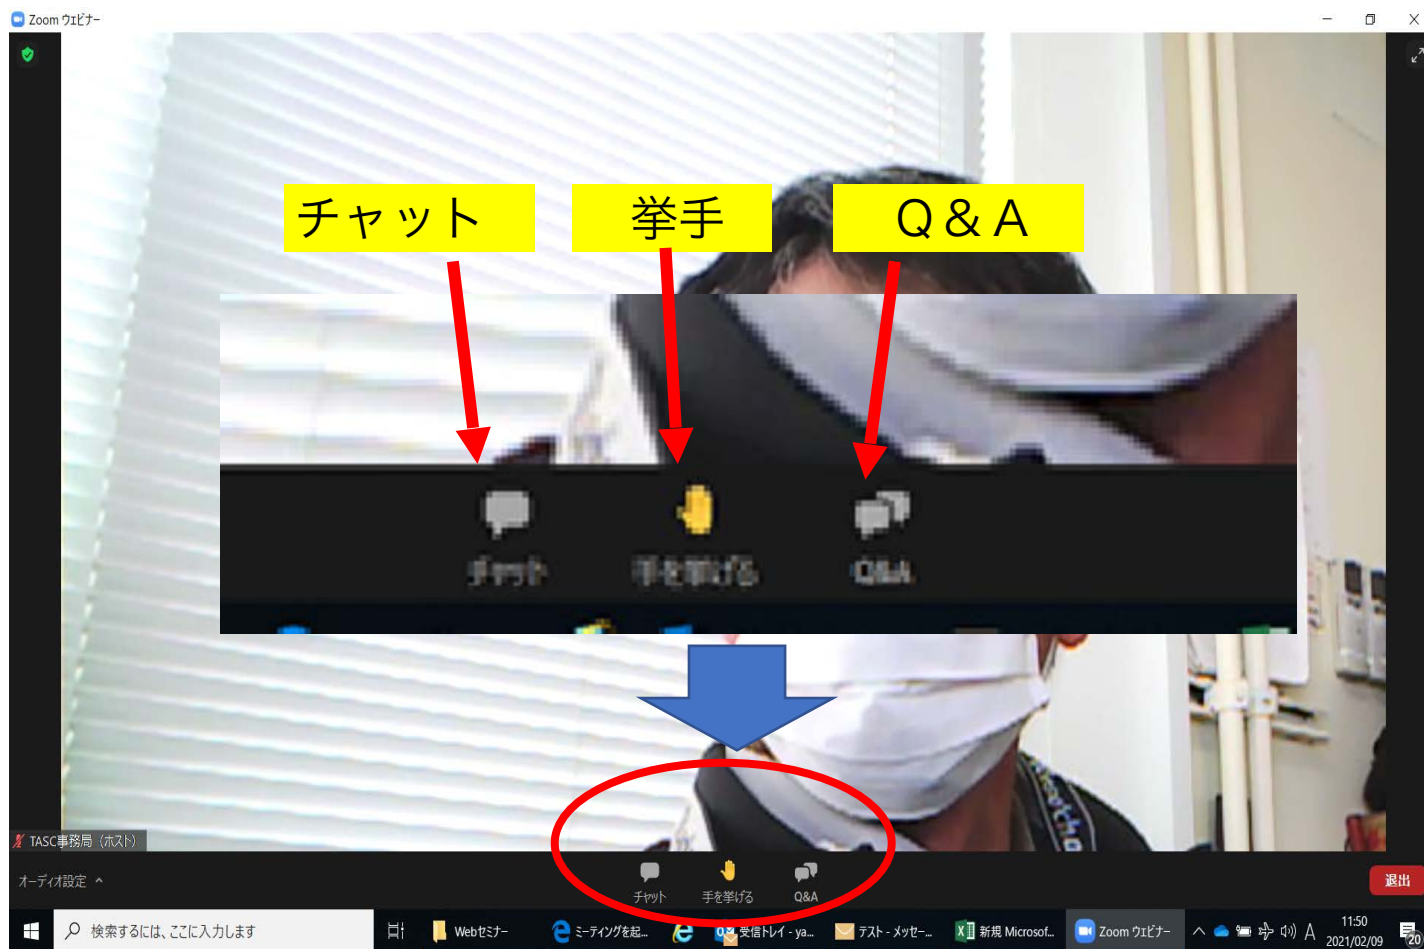 Zoom ウェビナー
チャット
挙手
Q＆A
チャット
手を挙げる
Q&A
TASC事務局（ホスト）
オーディオ設定
チャット
手を挙げる
Q&A
退出
検索するには、ここに入力します
Webセミナー
ミーティングを起...
受信トレイ - ya...
テスト - メッセー...
新規 Microsof...
Zoom ウェビナー
A
11:50
2021/02/09